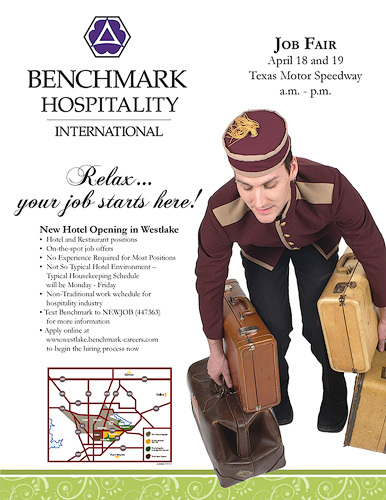 BENCHMARK
HOSPITALITY
INTERNATIONAL
JOB FAIR
April 18 and 19
Texas Motor Speedway
a.m. - p.m.
Relax...
your job starts here!
New Hotel Opening in Westlake
• Hotel and Restaurant positions
• On-the-spot job offers
• No Experience Required for Most Positions
• Not So Typical Hotel Environment –
Typical Housekeeping Schedule
will be Monday - Friday
• Non-Traditional work wchedule for
hospitality industry
• Text Benchmark to NEWJOB (447363)
for more information
• Apply online at
www.westlake.benchmark-careers.com
to begin the hiring process now